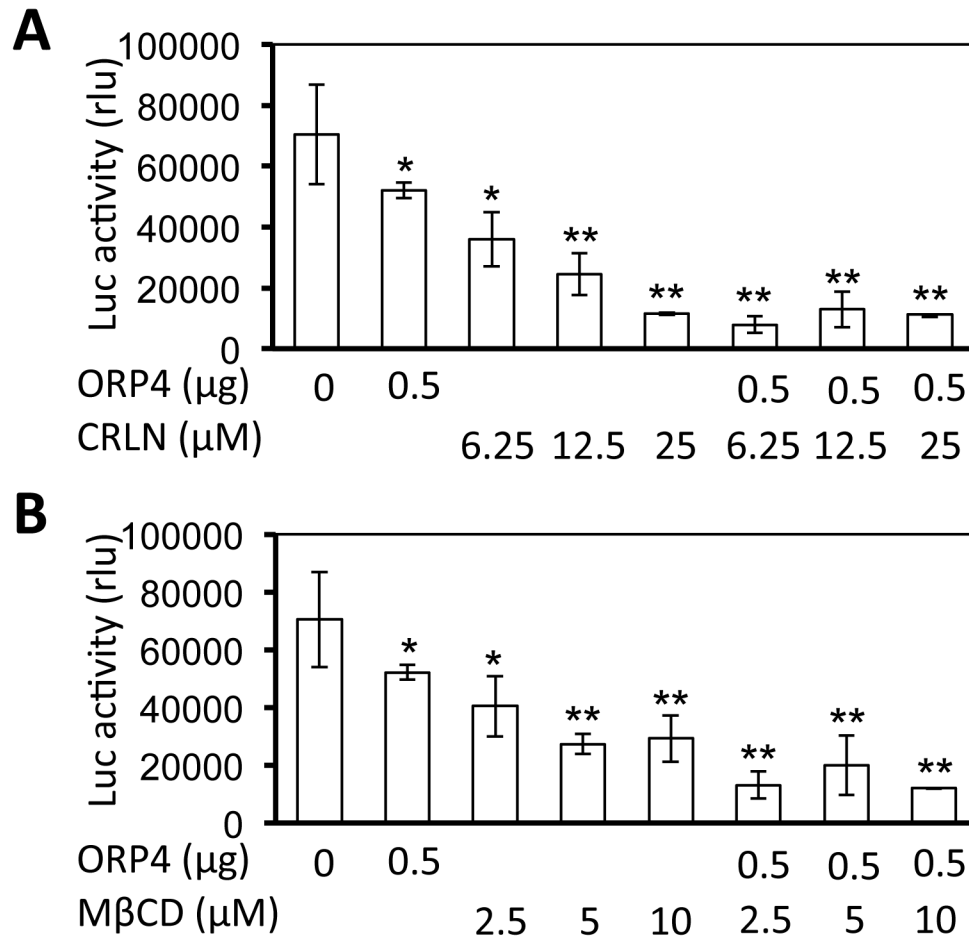 A
100000
80000
60000
40000
20000
0
Luc activity (rlu)
* * ** ** ** ** **
ORP4 (µg) 0 0.5 0.5 0.5 0.5
CRLN (µM) 6.25 12.5 25 6.25 12.5 25
B
100000
80000
60000
40000
20000
0
Luc activity (rlu)
* * ** ** ** ** **
ORP4 (µg) 0 0.5 0.5 0.5 0.5
MβCD (µM) 2.5 5 10 2.5 5 10